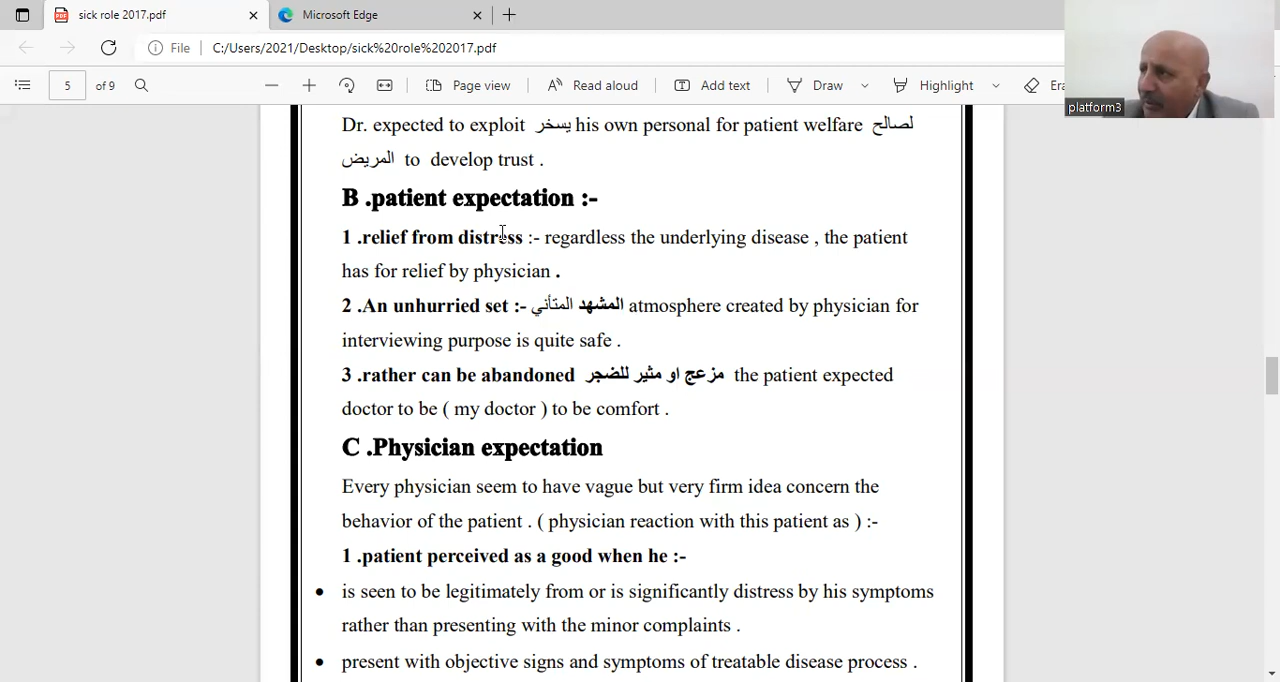 sick role 2017.pdf
Microsoft Edge
File C:/Users/2021/Desktop/sick%20role%202017.pdf
5 of 9 Page view Read aloud Add text Draw Highlight
platform3
Dr. expected to exploit يسخر his own personal for patient welfare لصالح
المريض to develop trust .
B .patient expectation :-
1 .relief from distress :- regardless the underlying disease , the patient
has for relief by physician .
2 .An unhurried set :- المشهد المتأني atmosphere created by physician for
interviewing purpose is quite safe .
3 .rather can be abandoned مزعج او مثير للضجر the patient expected
doctor to be ( my doctor ) to be comfort .
C .Physician expectation
Every physician seem to have vague but very firm idea concern the
behavior of the patient . ( physician reaction with this patient as ) :-
1 .patient perceived as a good when he :-
• is seen to be legitimately from or is significantly distress by his symptoms
rather than presenting with the minor complaints .
• present with objective signs and symptoms of treatable disease process .